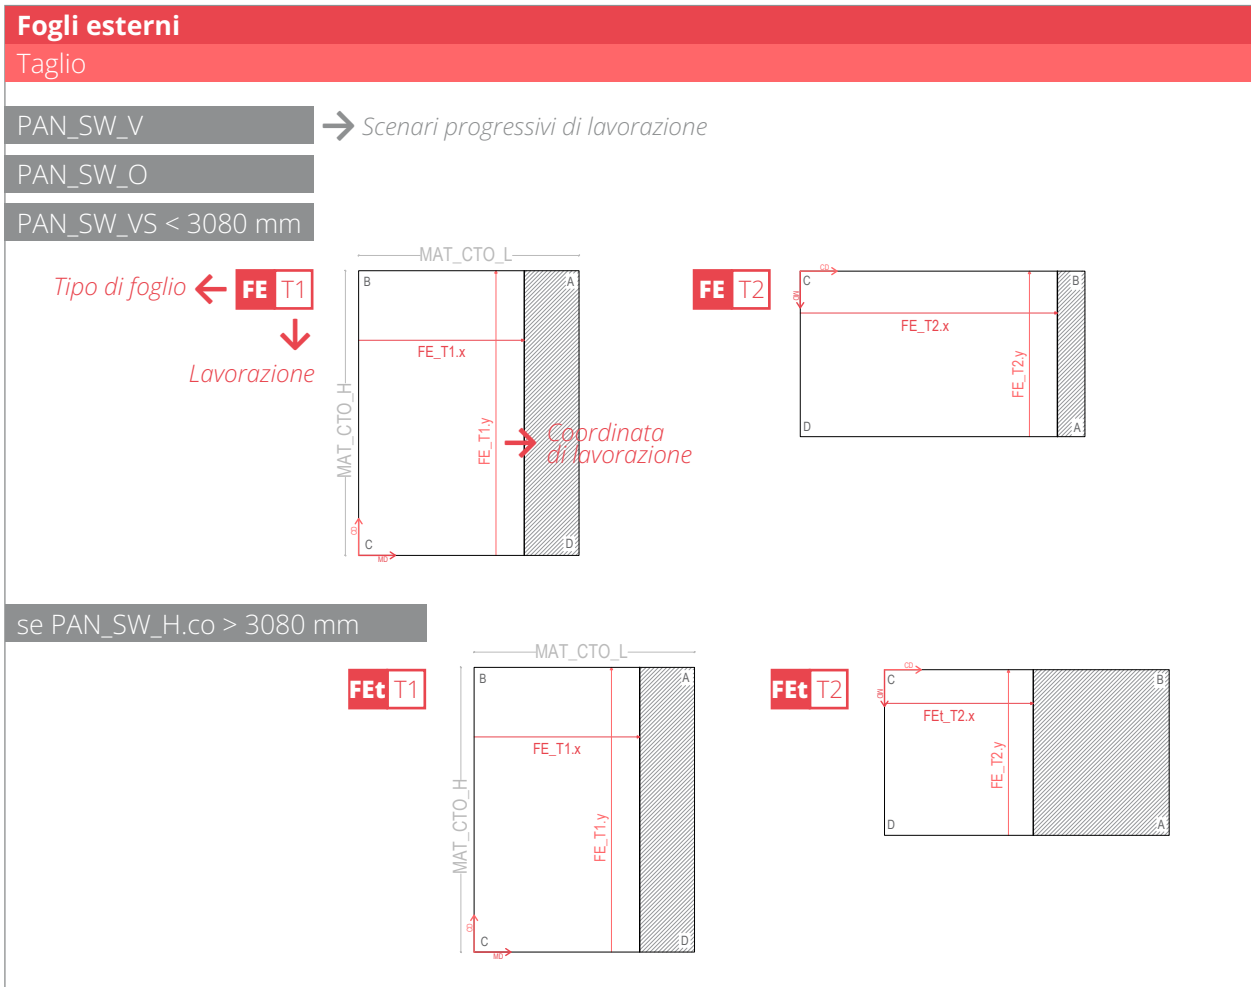 Fogli esterni
Taglio
PAN_SW_V
Scenari progressivi di lavorazione
PAN_SW_O
PAN_SW_VS < 3080 mm
Tipo di foglio
FE T1
Lavorazione
MAT_CTO_L
MAT_CTO_H
B
A
FE_T1.x
FE_T1.y
Coordinata
di lavorazione
CD
C
MD
D
FE T2
CD
C
B
MD
FE_T2.x
FE_T2.y
D
A
se PAN_SW_H.co > 3080 mm
FEt T1
MAT_CTO_L
MAT_CTO_H
B
A
FE_T1.x
FE_T1.y
CD
C
MD
D
FEt T2
CD
C
B
MD
FEt_T2.x
FE_T2.y
D
A